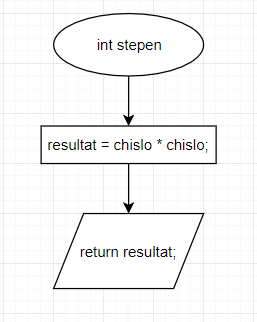 int stepen
resultat = chislo * chislo;
return resultat;